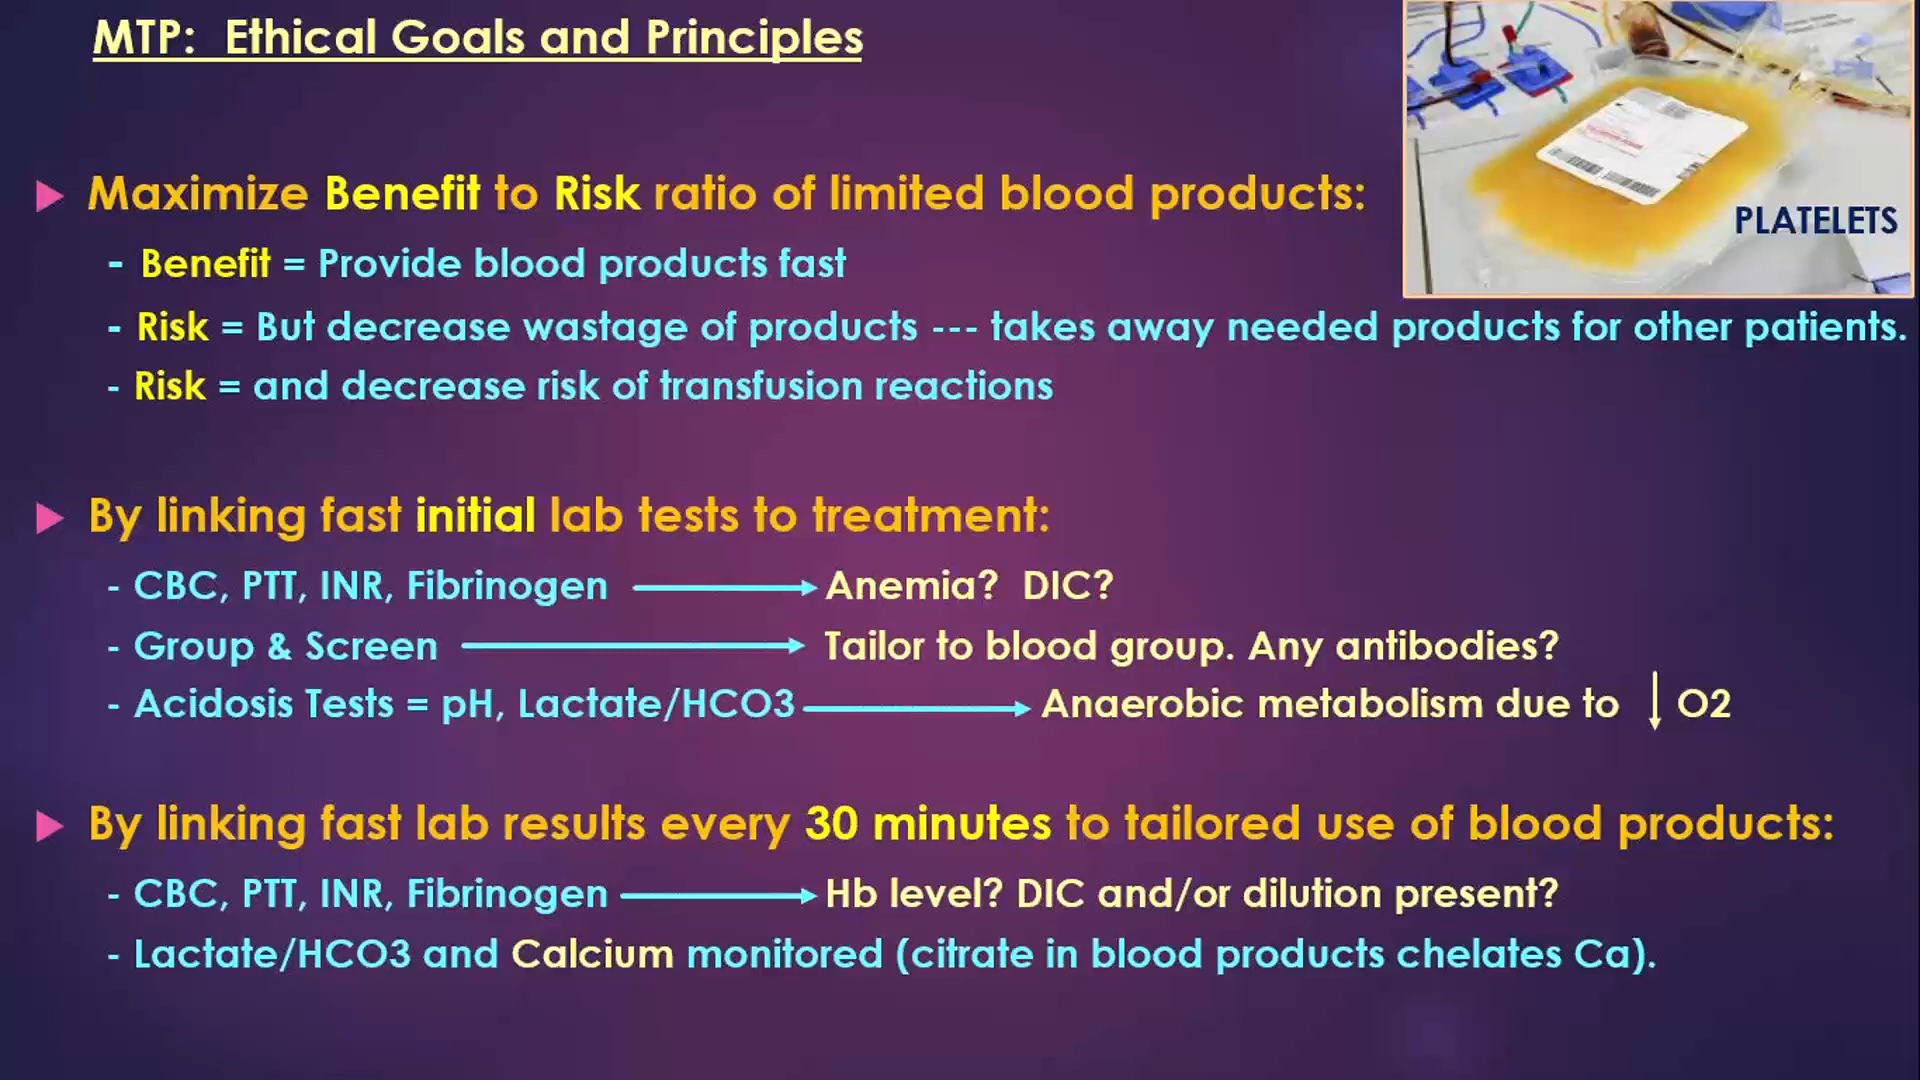 MTP:  Ethical Goals and Principles
Maximize Benefit to Risk ratio of limited blood products:
- Benefit = Provide blood products fast
PLATELETS
- Risk = But decrease wastage of products --- takes away needed products for other patients.
- Risk = and decrease risk of transfusion reactions
By linking fast initial lab tests to treatment:
- CBC, PTT, INR, Fibrinogen → Anemia?  DIC?
- Group & Screen → Tailor to blood group. Any antibodies?
- Acidosis Tests = pH, Lactate/HCO3 → Anaerobic metabolism due to ↓ O2
By linking fast lab results every 30 minutes to tailored use of blood products:
- CBC, PTT, INR, Fibrinogen → Hb level? DIC and/or dilution present?
- Lactate/HCO3 and Calcium monitored (citrate in blood products chelates Ca).